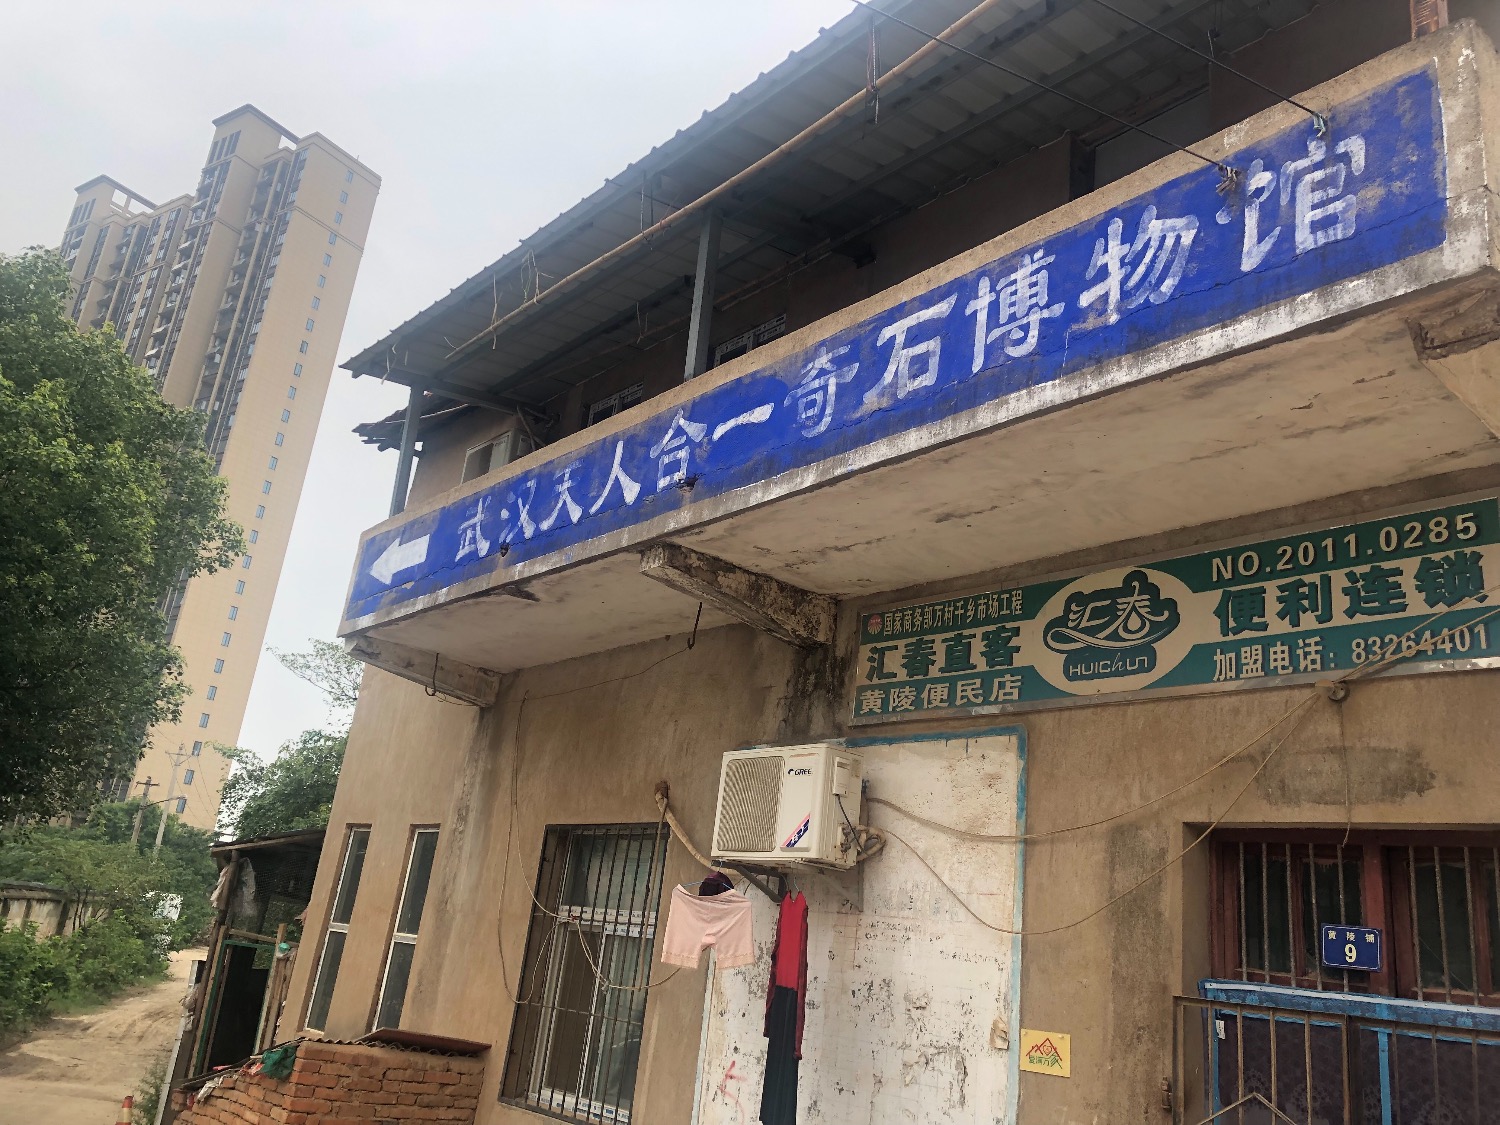 武汉天人合一奇石博物馆
国家商务部万村千乡市场工程
汇春直客
黄陵便民店
汇春
HUICHUN
NO.2011.0285
便利连锁
加盟电话：83264401
GREE
黄陵铺
9